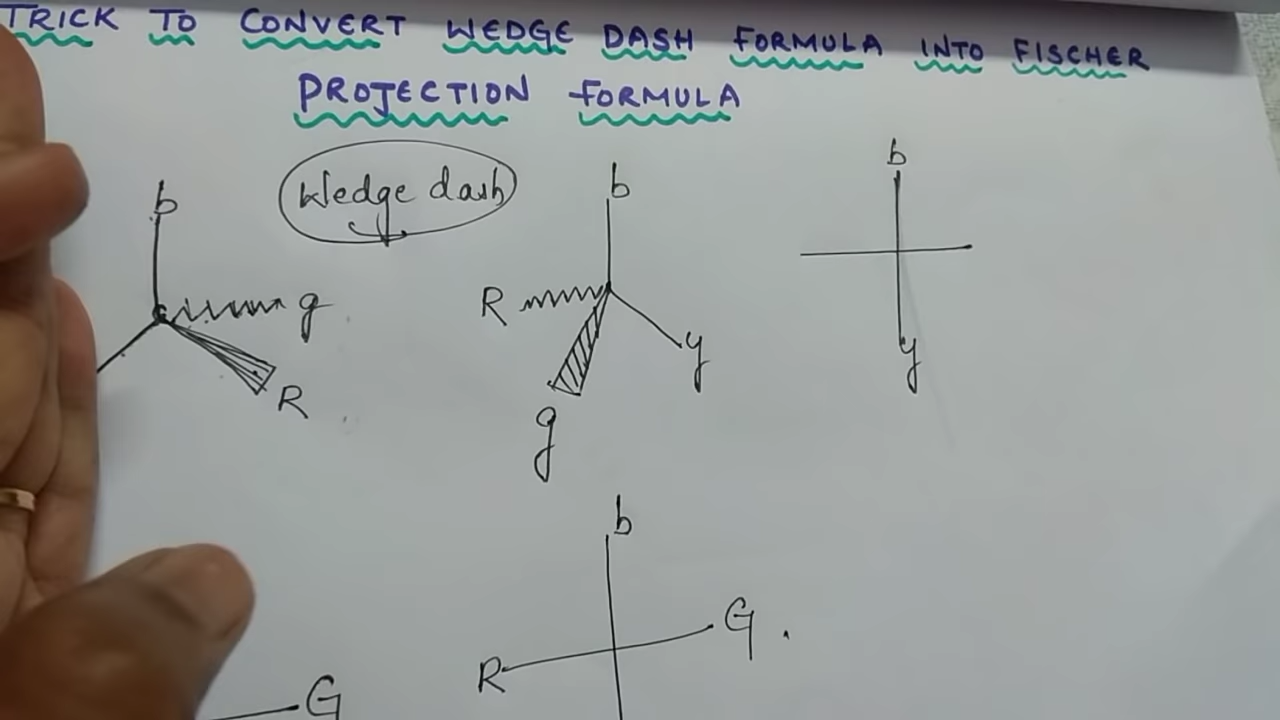 TRICK TO CONVERT WEDGE DASH FORMULA INTO FISCHER
PROJECTION FORMULA
Wedge dash
b
g
R
b
R
y
g
b
y
b
G
R
G